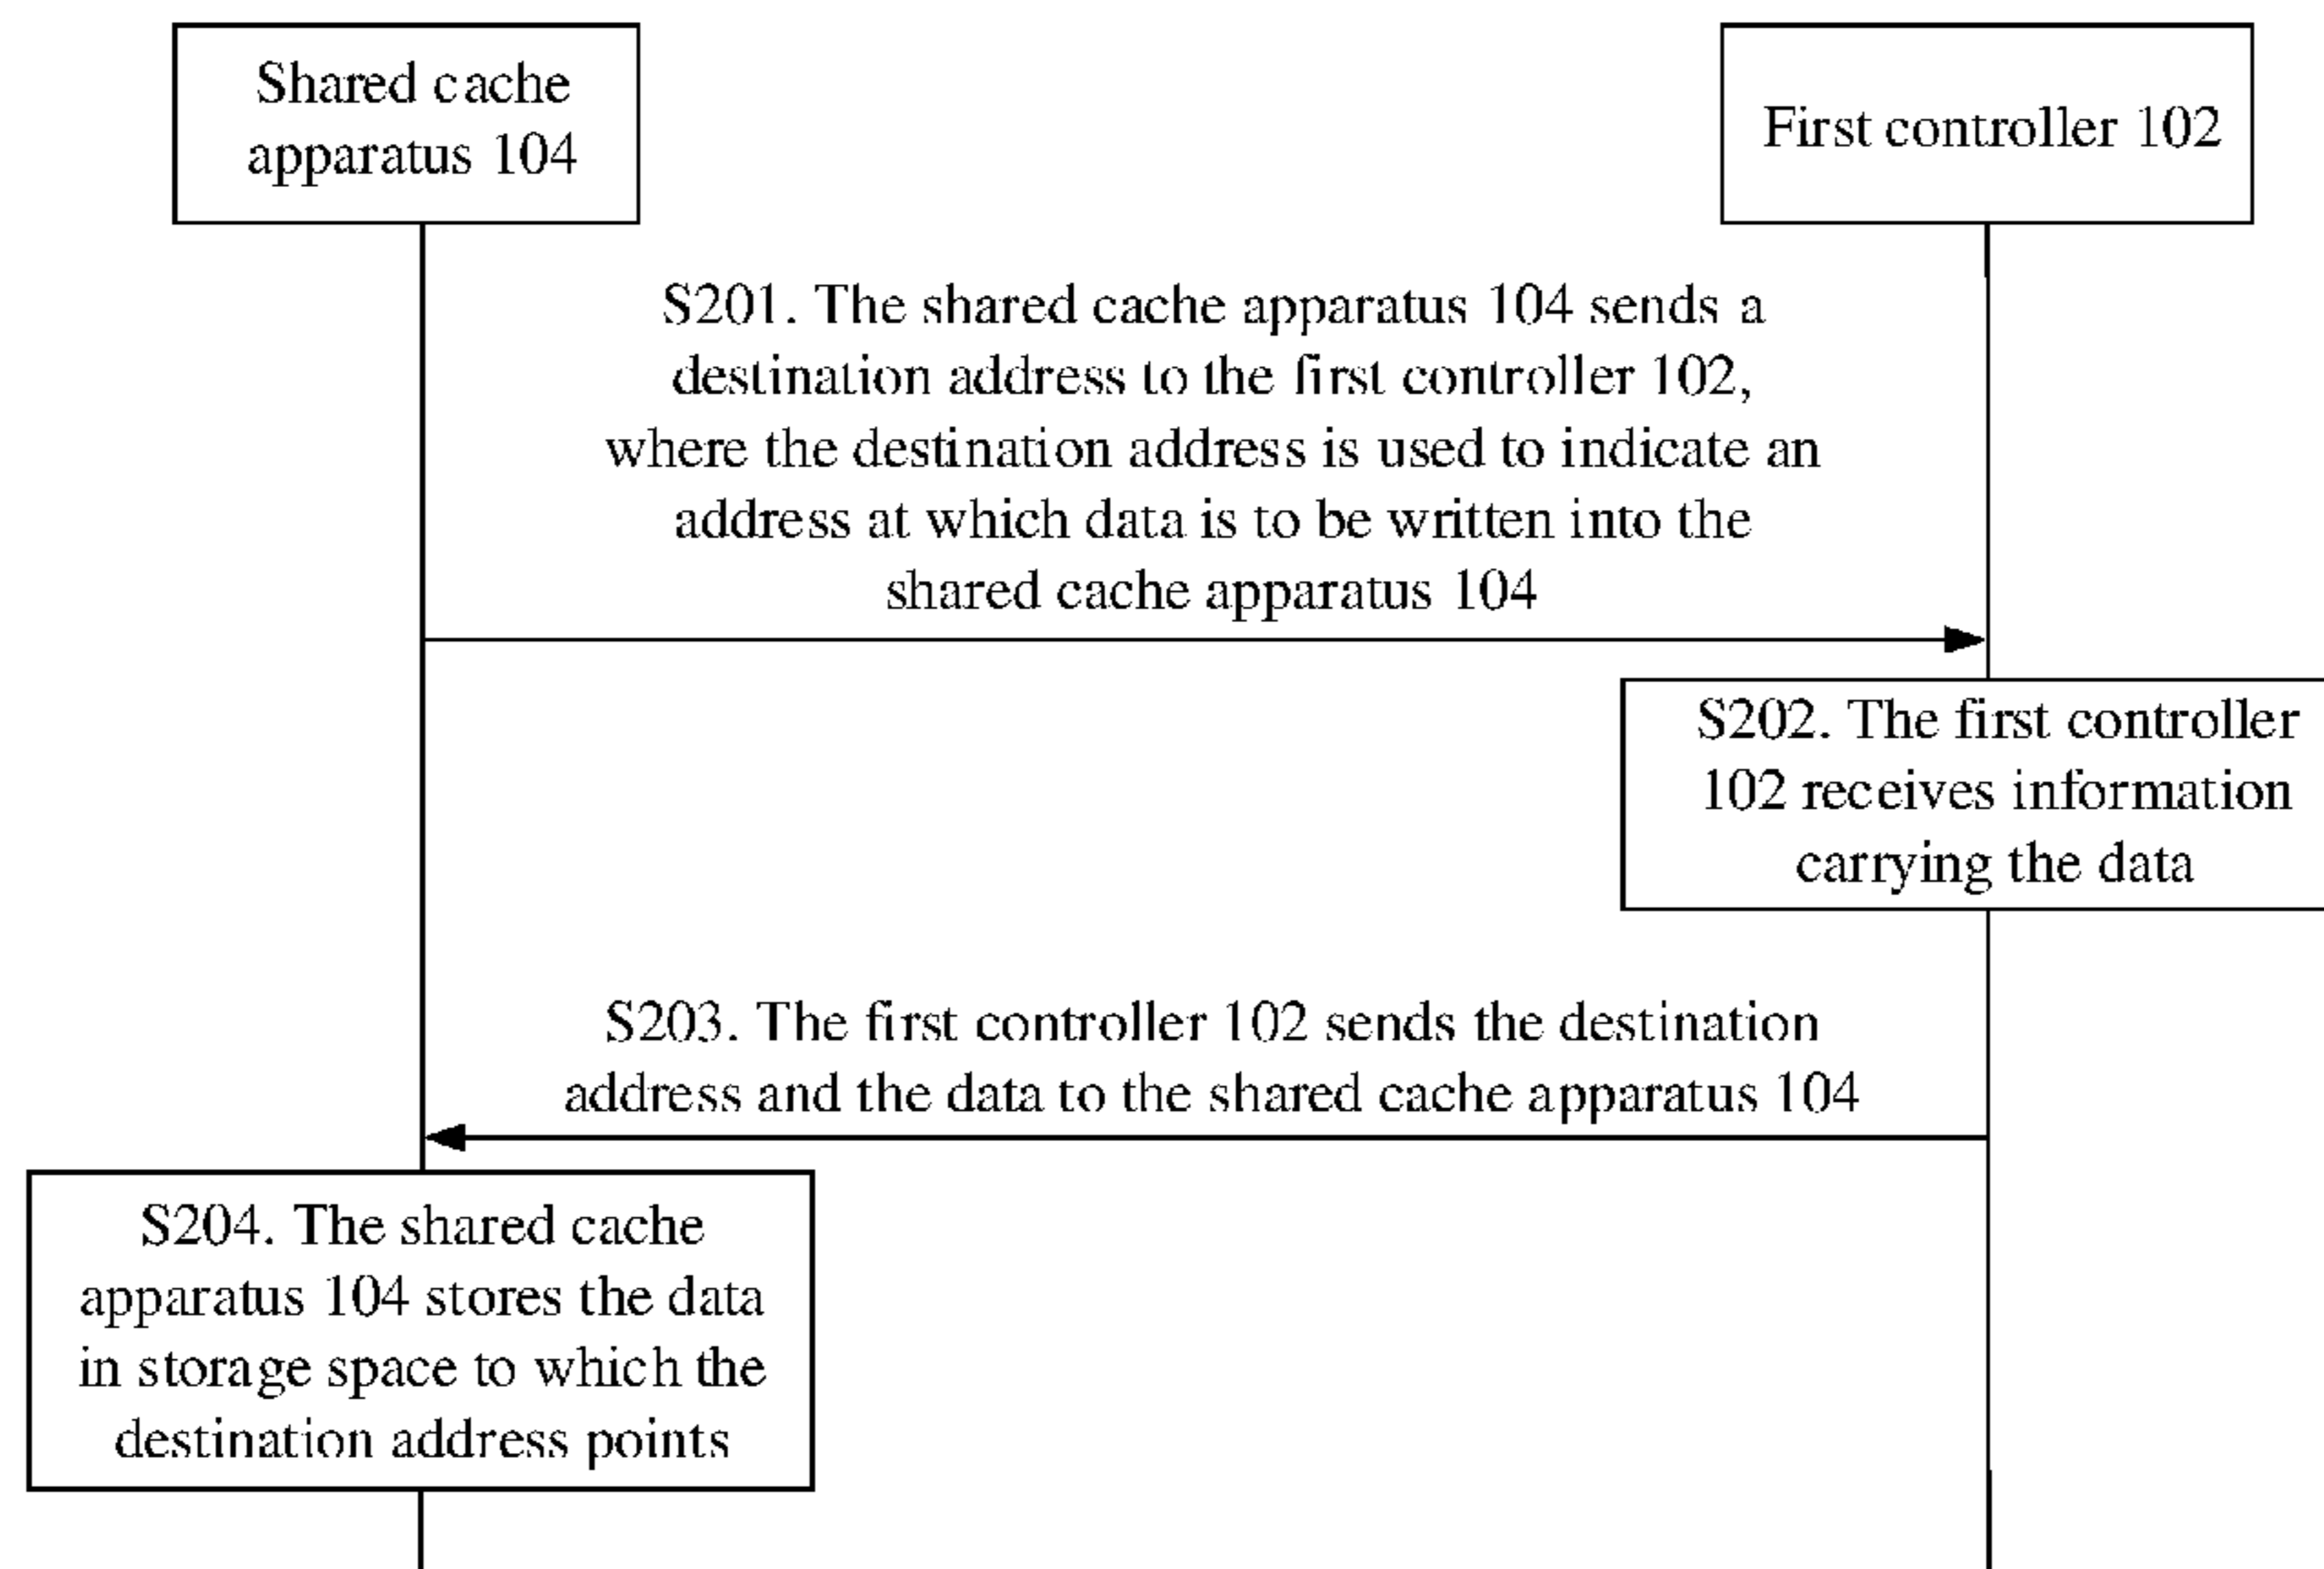 Shared cache
apparatus 104
First controller 102
S201. The shared cache apparatus 104 sends a
destination address to the first controller 102,
where the destination address is used to indicate an
address at which data is to be written into the
shared cache apparatus 104
S202. The first controller
102 receives information
carrying the data
S203. The first controller 102 sends the destination
address and the data to the shared cache apparatus 104
S204. The shared cache
apparatus 104 stores the data
in storage space to which the
destination address points